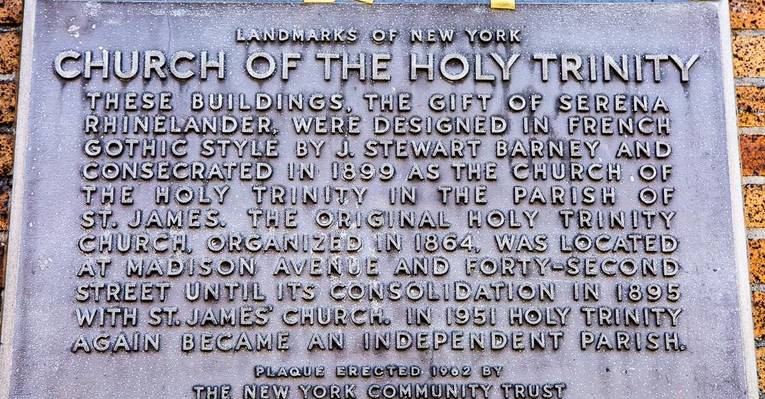 LANDMARKS OF NEW YORK
CHURCH OF THE HOLY TRINITY
THESE BUILDINGS, THE GIFT OF SERENA
RHINELANDER, WERE DESIGNED IN FRENCH
GOTHIC STYLE BY J. STEWART BARNEY AND
CONSECRATED IN 1899 AS THE CHURCH OF
THE HOLY TRINITY IN THE PARISH OF
ST. JAMES. THE ORIGINAL HOLY TRINITY
CHURCH, ORGANIZED IN 1864, WAS LOCATED
AT MADISON AVENUE AND FORTY-SECOND
STREET UNTIL ITS CONSOLIDATION IN 1895
WITH ST. JAMES' CHURCH. IN 1951 HOLY TRINITY
AGAIN BECAME AN INDEPENDENT PARISH.
PLAQUE ERECTED 1962 BY
THE NEW YORK COMMUNITY TRUST